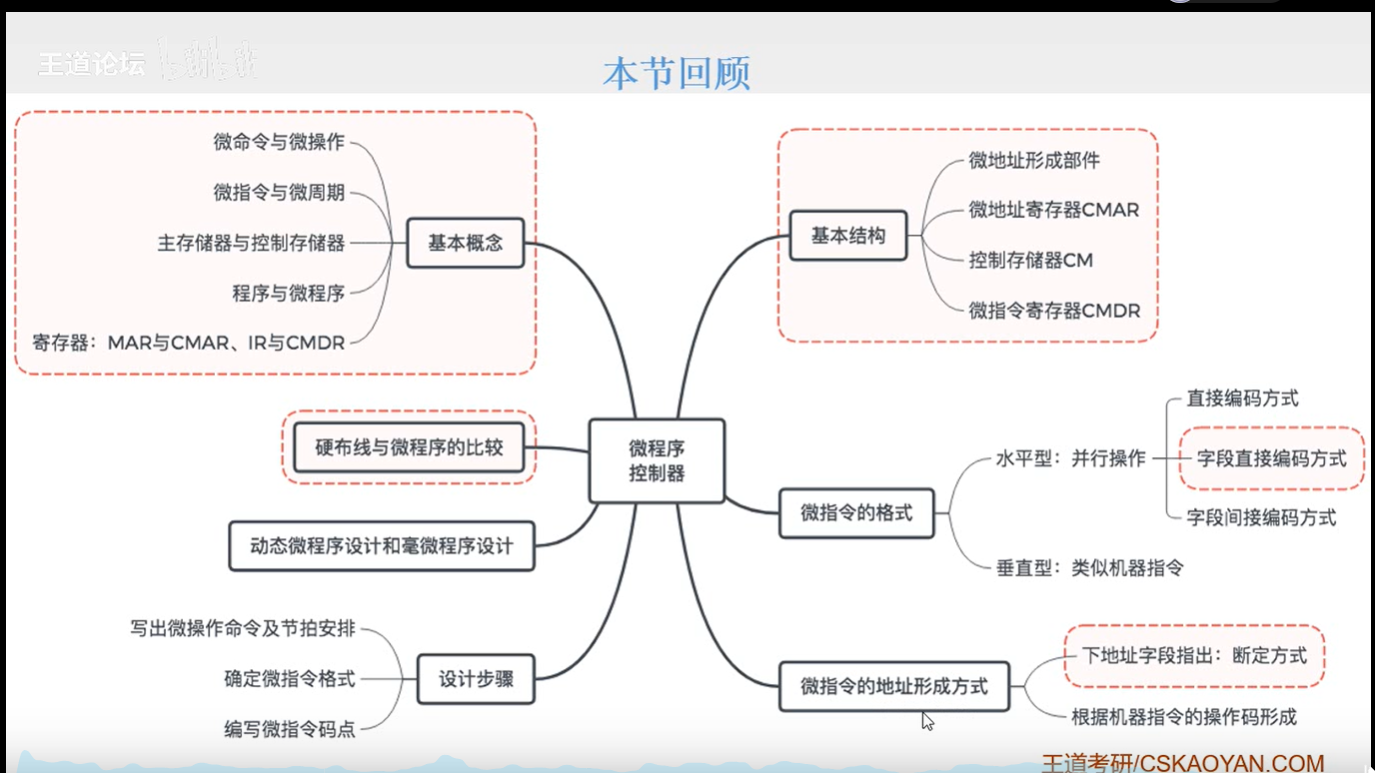 王道论坛
本节回顾
微命令与微操作
微指令与微周期
主存储器与控制存储器
程序与微程序
寄存器：MAR与CMAR、IR与CMDR
基本概念
硬布线与微程序的比较
动态微程序设计和毫微程序设计
写出微操作命令及节拍安排
确定微指令格式
编写微指令码点
设计步骤
微程序
控制器
基本结构
微地址形成部件
微地址寄存器CMAR
控制存储器CM
微指令寄存器CMDR
微指令的格式
水平型：并行操作
直接编码方式
字段直接编码方式
字段间接编码方式
垂直型：类似机器指令
微指令的地址形成方式
下地址字段指出：断定方式
根据机器指令的操作码形成
王道考研/CSKAOYAN.COM